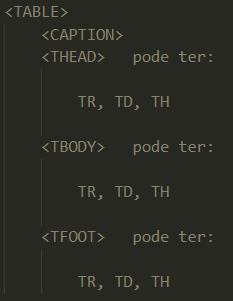 <TABLE>
<CAPTION>
<THEAD> pode ter:
TR, TD, TH
<TBODY> pode ter:
TR, TD, TH
<TFOOT> pode ter:
TR, TD, TH